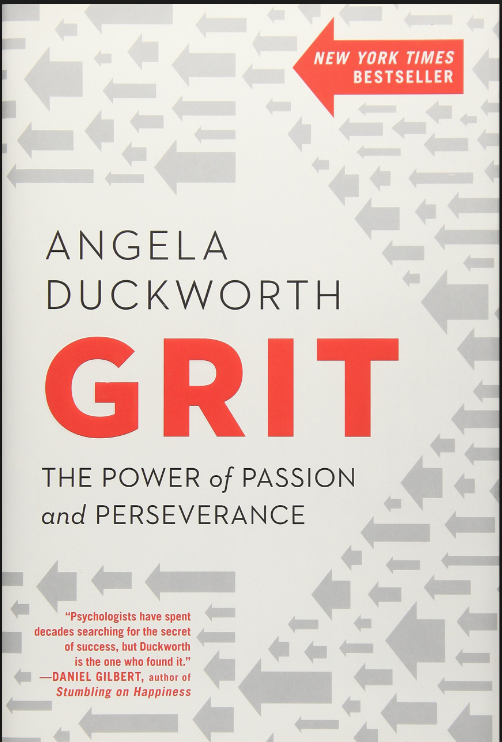 NEW YORK TIMES
BESTSELLER
ANGELA
DUCKWORTH
GRIT
THE POWER of PASSION
and PERSEVERANCE
“Psychologists have spent
decades searching for the secret
of success, but Duckworth
is the one who found it.”
—DANIEL GILBERT, author of
Stumbling on Happiness